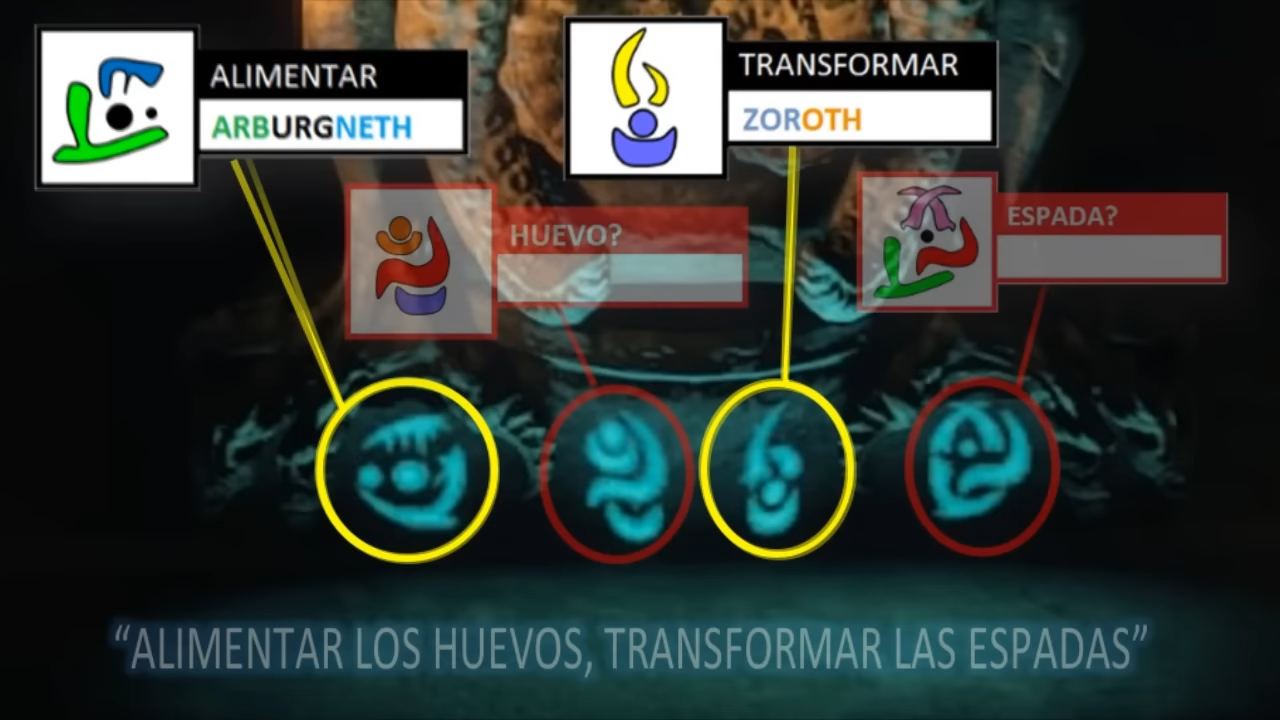 ALIMENTAR
ARBURGNETH
TRANSFORMAR
ZOROTH
HUEVO?
ESPADA?
“ALIMENTAR LOS HUEVOS, TRANSFORMAR LAS ESPADAS”